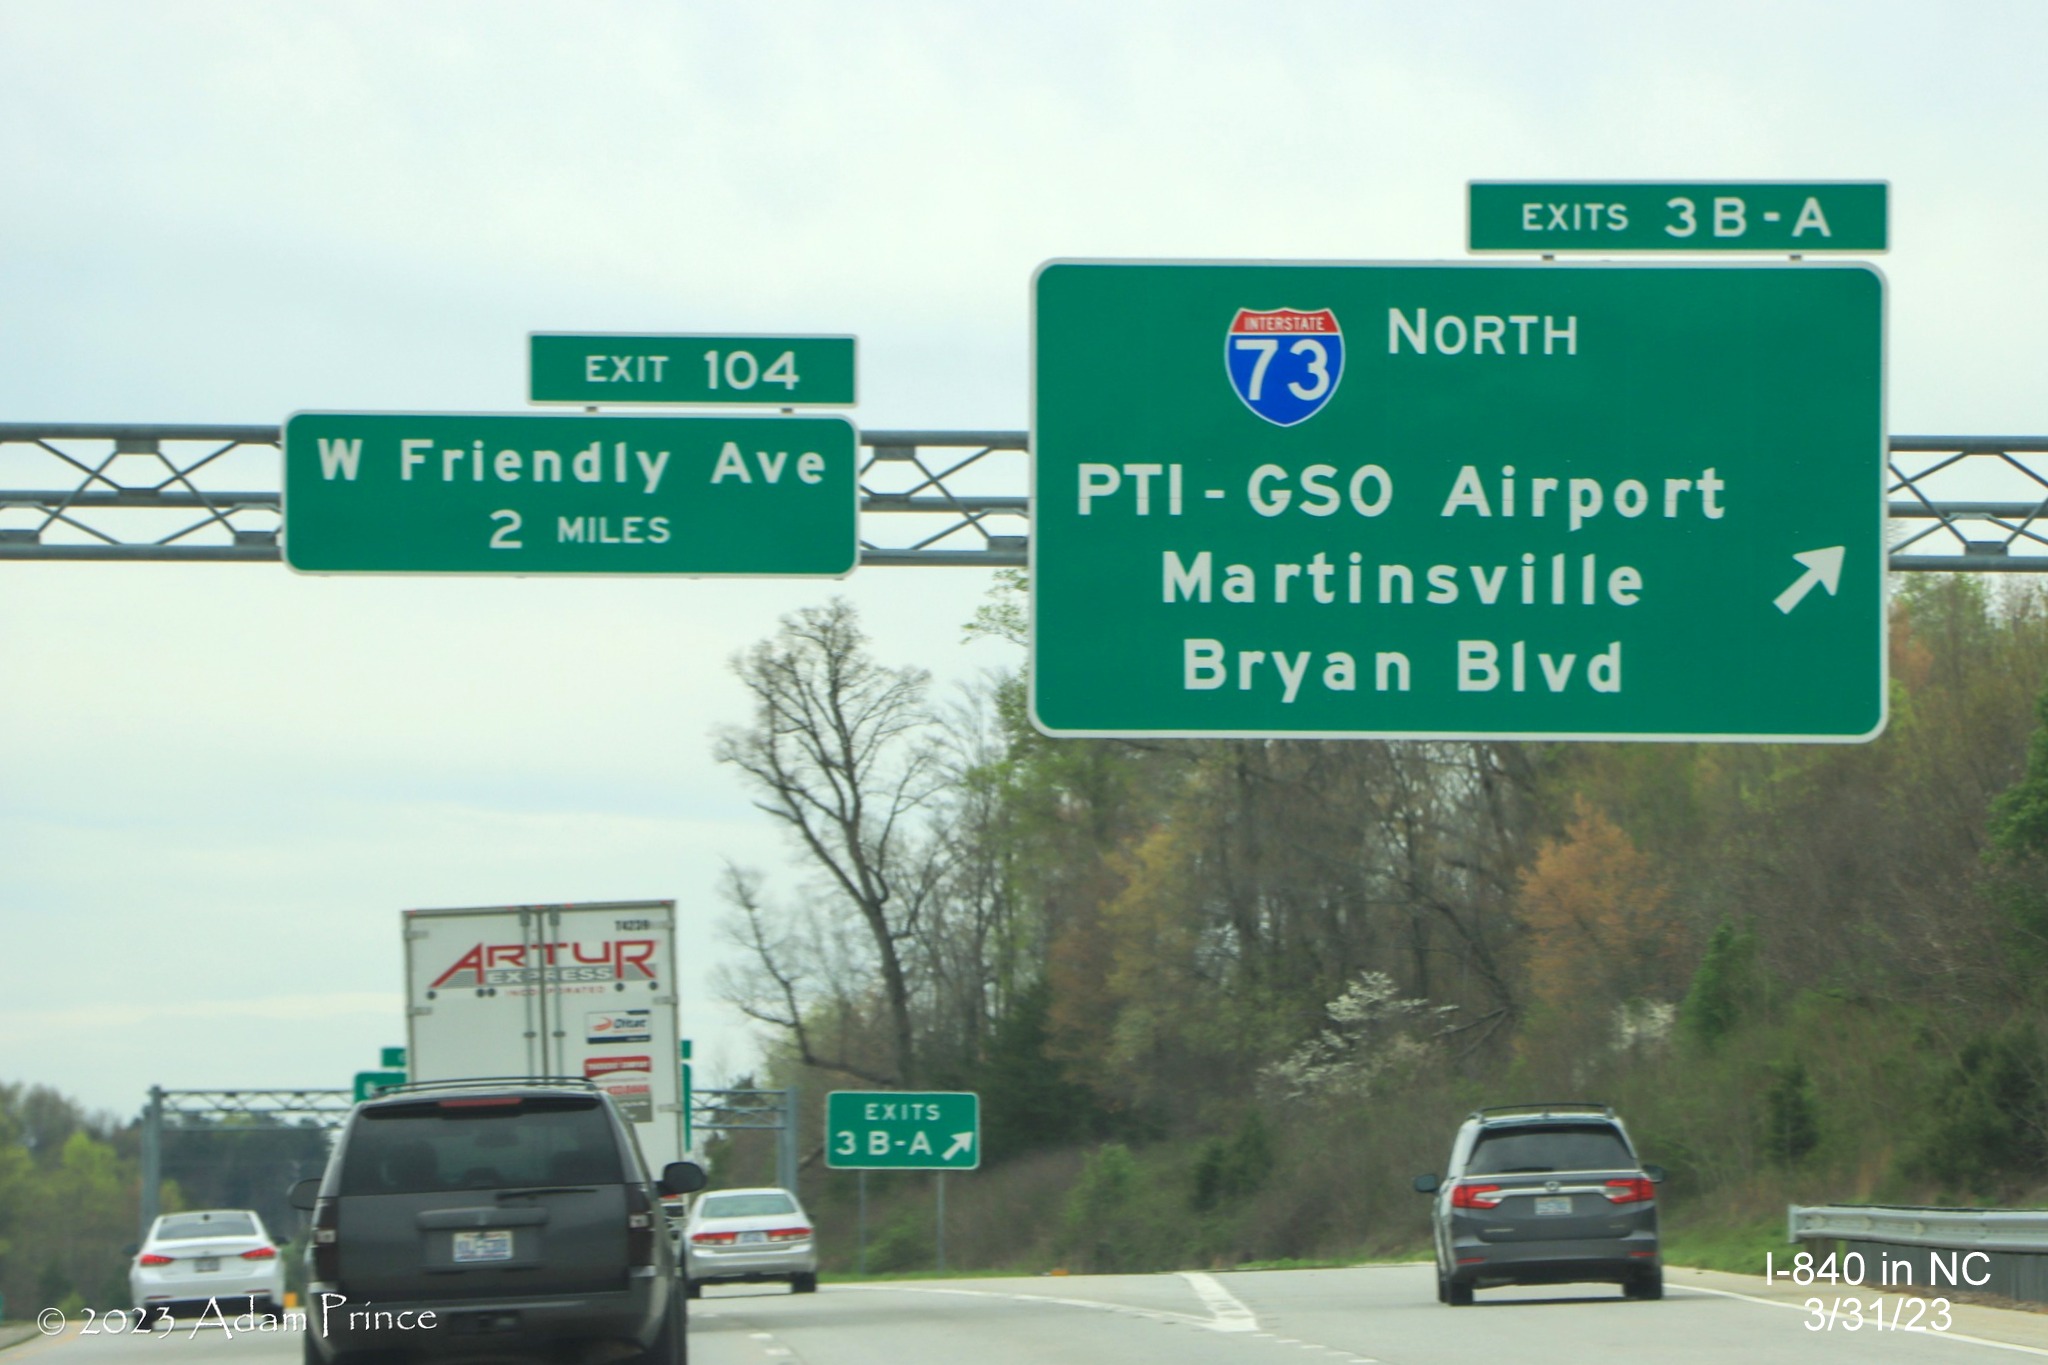 EXIT 104
W Friendly Ave
2 MILES
EXITS 3B-A
INTERSTATE
73
NORTH
PTI-GSO Airport
Martinsville
Bryan Blvd
ARTUR
EXPRESS
INCORPORATED
EXITS
3B-A
© 2023 Adam Prince
I-840 in NC
3/31/23